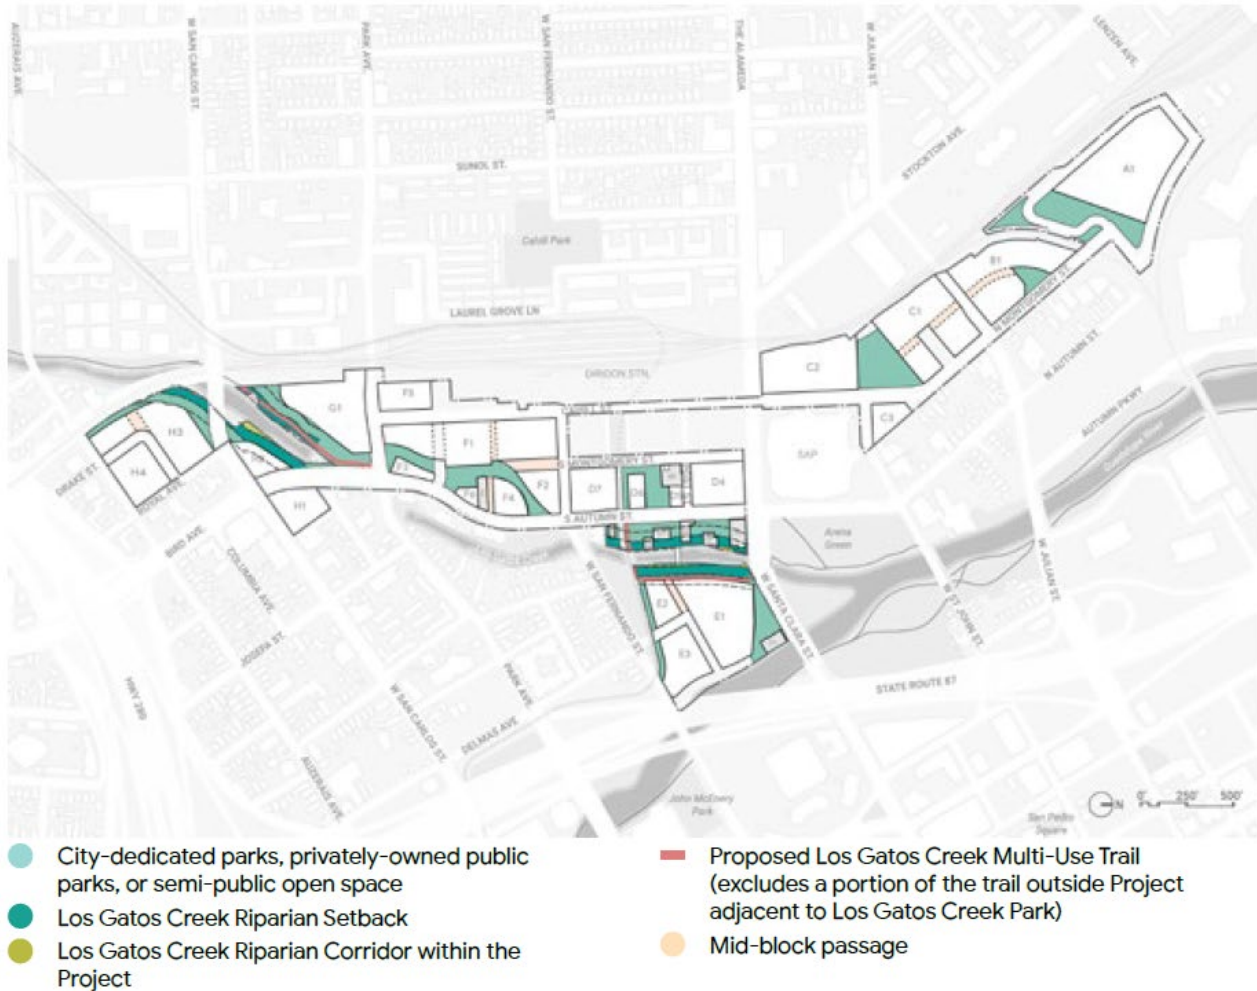 AUZERAIS AVE.
W SAN CARLOS ST.
PARK AVE.
W SAN FERNANDO ST.
THE ALAMEDA
W JULIAN ST.
LENZEN AVE.
STOCKTON AVE.
SUNOL ST.
A1
Cahill Park
B1
LAUREL GROVE LN
C1
N MONTGOMERY ST.
N AUTUMN ST.
DIRIDON STN.
C2
G1
F5
C3
AUTUMN PKWY
H3
F1
SAP
H4
S MONTGOMERY ST.
DRAKE ST.
ROYAL AVE.
F2
D7
D4
F4
H1
S AUTUMN ST.
BIRD AVE.
Arena
Green
COLUMBIA AVE.
W SAN FERNANDO ST.
W SANTA CLARA ST.
W ST JOHN ST.
W JULIAN ST.
E2
E1
E3
JOSEFA ST.
HWY 280
W SAN CARLOS ST.
PARK AVE.
DELMAS AVE
STATE ROUTE 87
AUZERAIS AVE.
John McEnery
Park
San Pedro
Square
N
0' 250' 500'
City-dedicated parks, privately-owned public
parks, or semi-public open space
Los Gatos Creek Riparian Setback
Los Gatos Creek Riparian Corridor within the
Project
Proposed Los Gatos Creek Multi-Use Trail
(excludes a portion of the trail outside Project
adjacent to Los Gatos Creek Park)
Mid-block passage